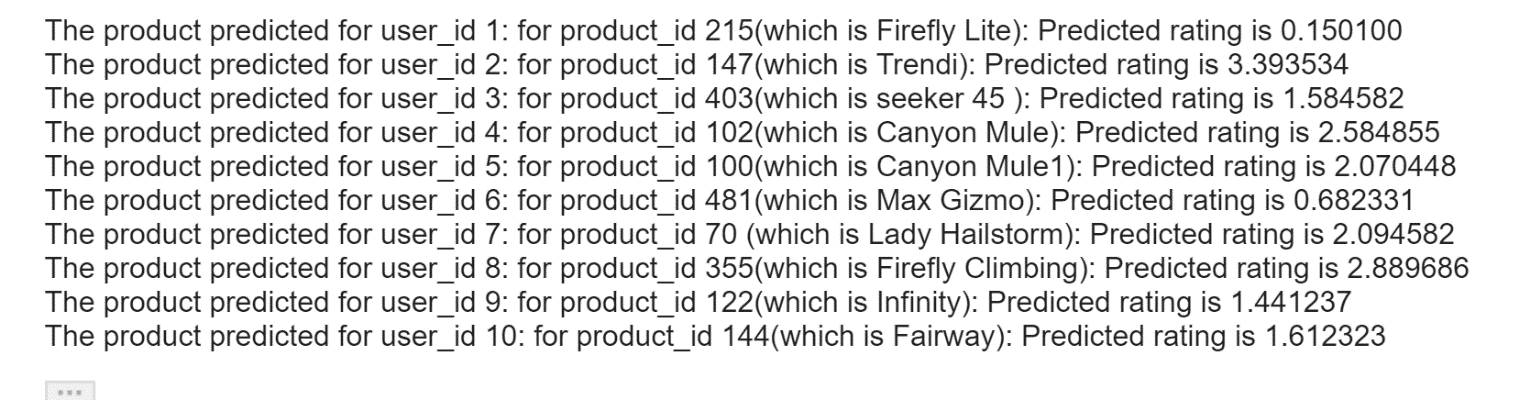 The product predicted for user_id 1: for product_id 215(which is Firefly Lite): Predicted rating is 0.150100
The product predicted for user_id 2: for product_id 147(which is Trendi): Predicted rating is 3.393534
The product predicted for user_id 3: for product_id 403(which is seeker 45 ): Predicted rating is 1.584582
The product predicted for user_id 4: for product_id 102(which is Canyon Mule): Predicted rating is 2.584855
The product predicted for user_id 5: for product_id 100(which is Canyon Mule1): Predicted rating is 2.070448
The product predicted for user_id 6: for product_id 481(which is Max Gizmo): Predicted rating is 0.682331
The product predicted for user_id 7: for product_id 70 (which is Lady Hailstorm): Predicted rating is 2.094582
The product predicted for user_id 8: for product_id 355(which is Firefly Climbing): Predicted rating is 2.889686
The product predicted for user_id 9: for product_id 122(which is Infinity): Predicted rating is 1.441237
The product predicted for user_id 10: for product_id 144(which is Fairway): Predicted rating is 1.612323